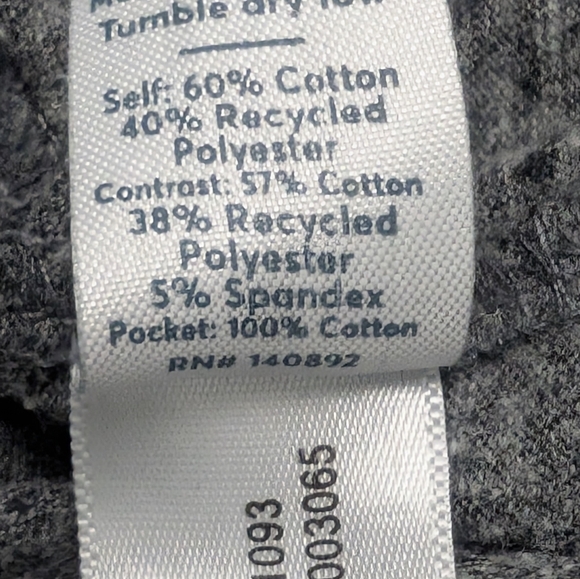 Tumble dry low
Self: 60% Cotton
40% Recycled
Polyester
Contrast: 57% Cotton
38% Recycled
Polyester
5% Spandex
Pocket: 100% Cotton
RN# 140892
1093
003065